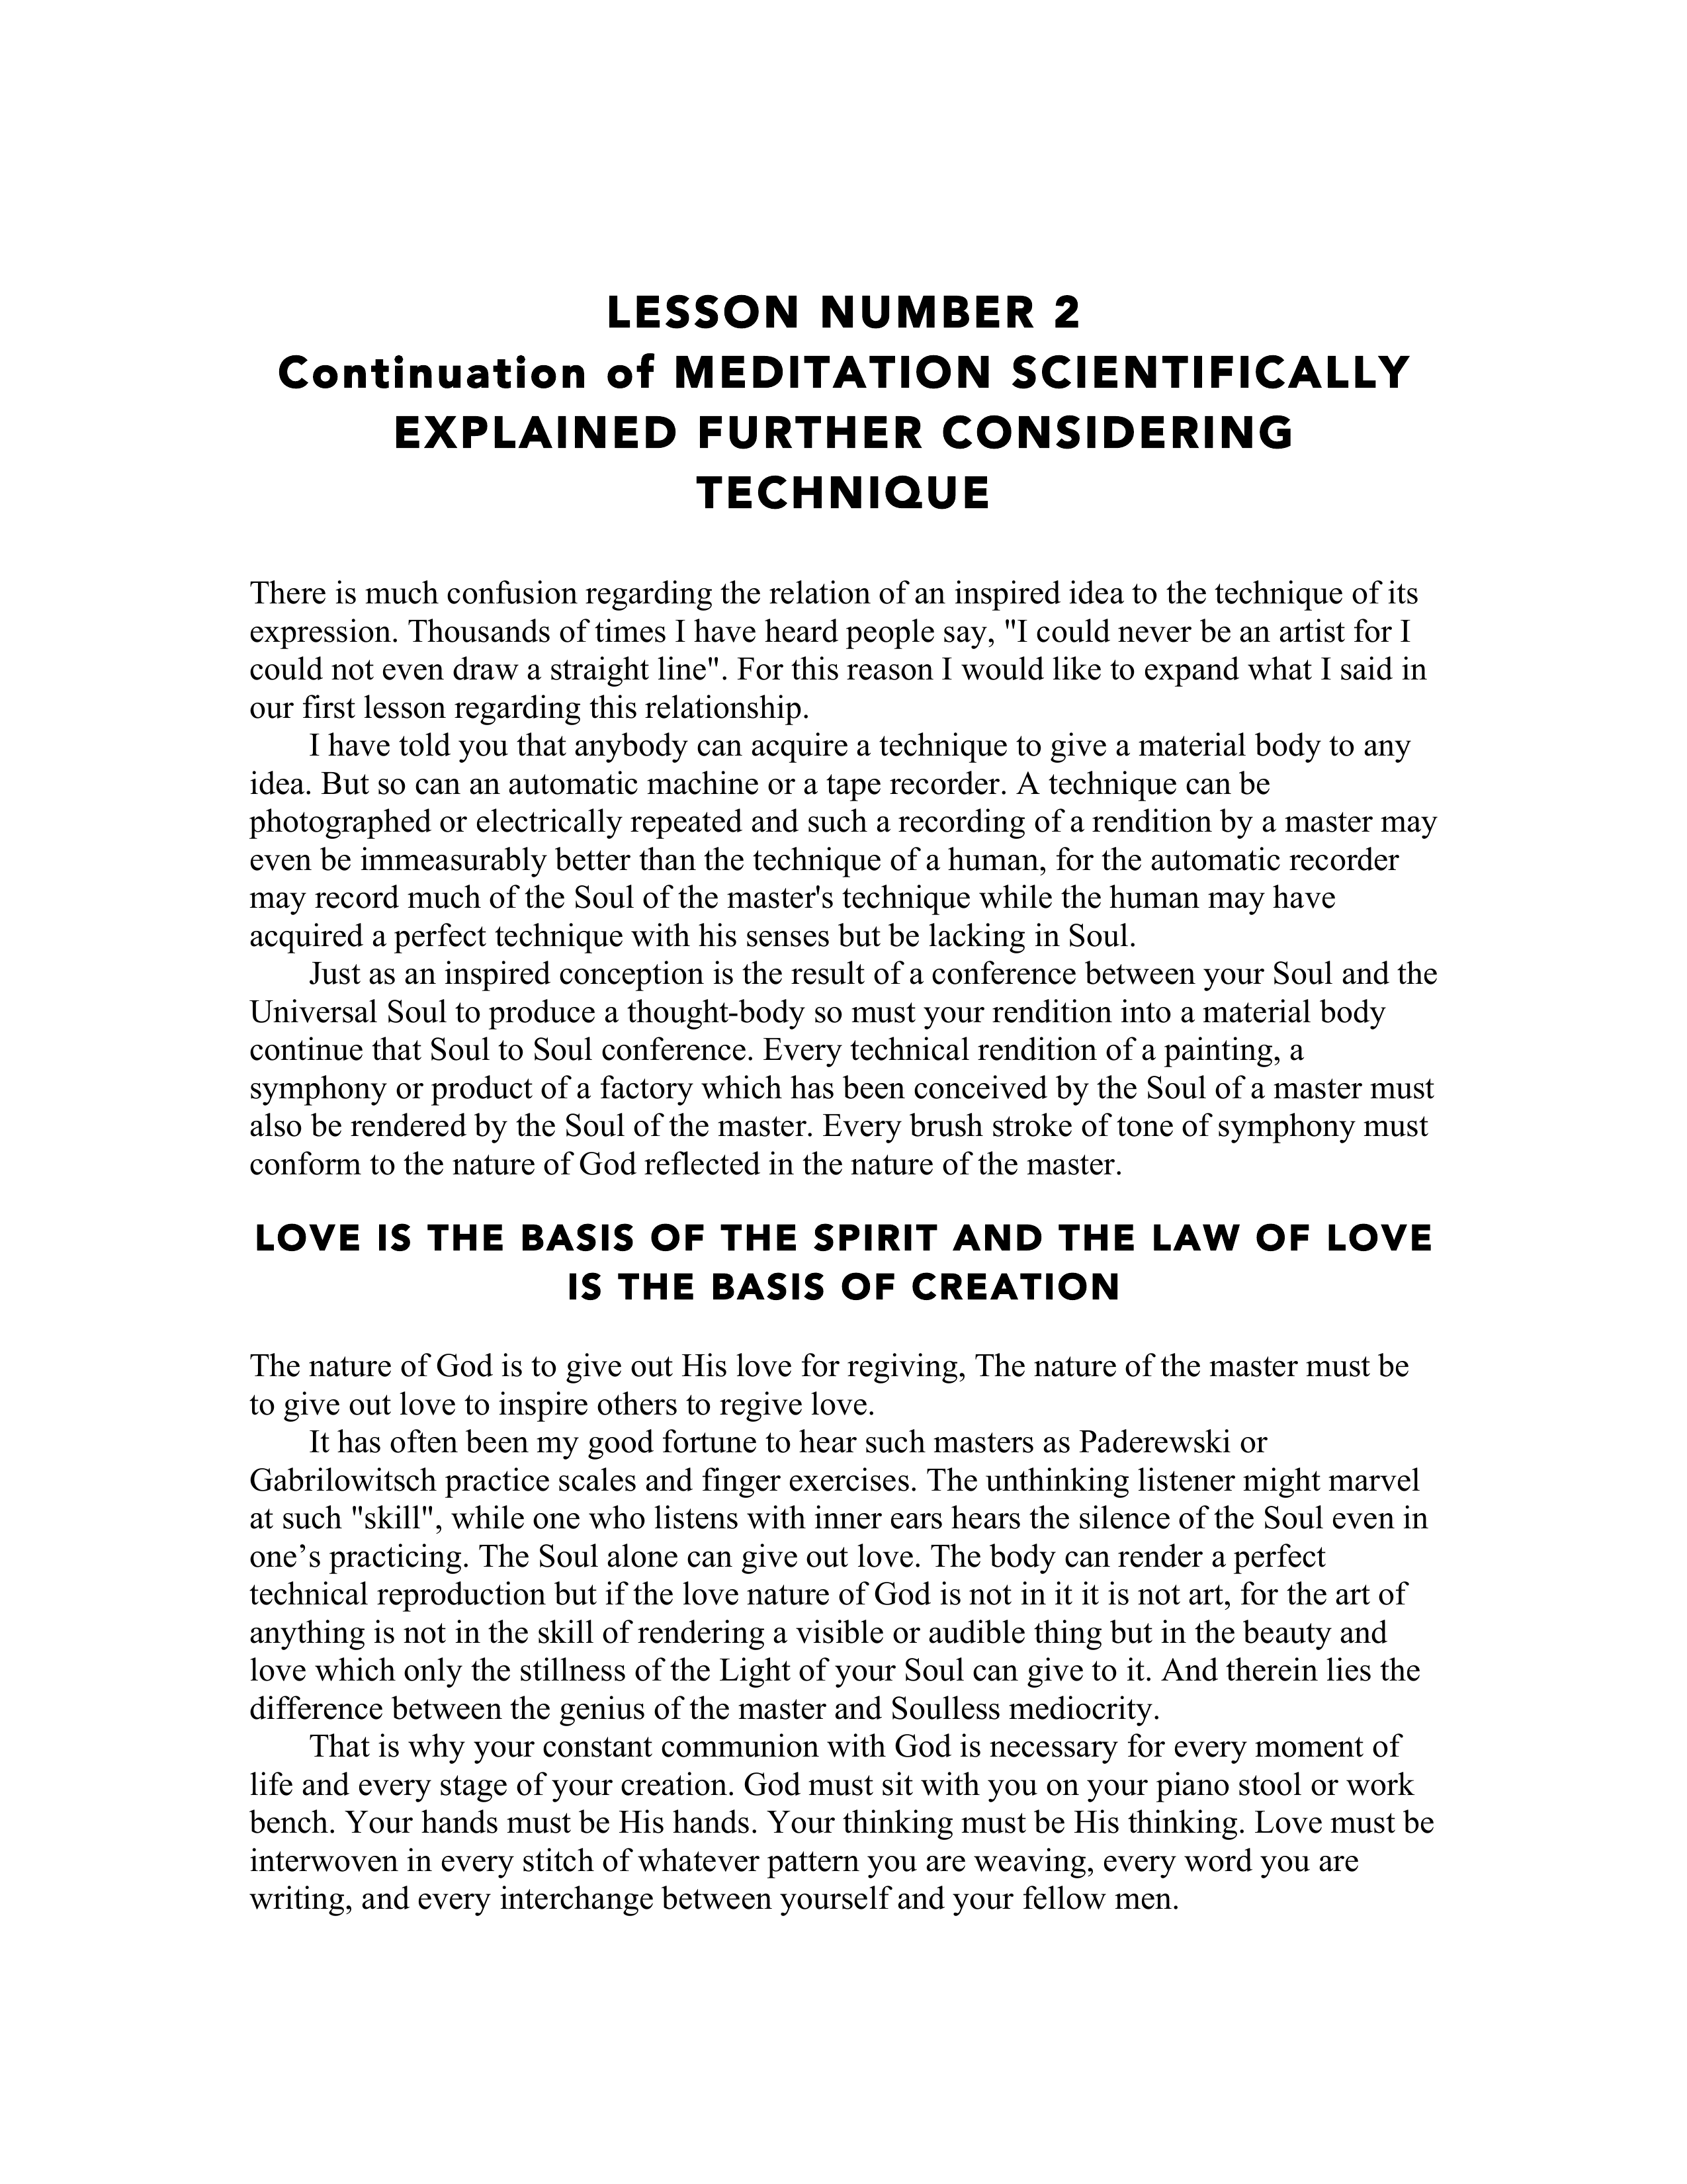 LESSON NUMBER 2
Continuation of MEDITATION SCIENTIFICALLY
EXPLAINED FURTHER CONSIDERING
TECHNIQUE
There is much confusion regarding the relation of an inspired idea to the technique of its
expression. Thousands of times I have heard people say, "I could never be an artist for I
could not even draw a straight line". For this reason I would like to expand what I said in
our first lesson regarding this relationship.
I have told you that anybody can acquire a technique to give a material body to any
idea. But so can an automatic machine or a tape recorder. A technique can be
photographed or electrically repeated and such a recording of a rendition by a master may
even be immeasurably better than the technique of a human, for the automatic recorder
may record much of the Soul of the master's technique while the human may have
acquired a perfect technique with his senses but be lacking in Soul.
Just as an inspired conception is the result of a conference between your Soul and the
Universal Soul to produce a thought-body so must your rendition into a material body
continue that Soul to Soul conference. Every technical rendition of a painting, a
symphony or product of a factory which has been conceived by the Soul of a master must
also be rendered by the Soul of the master. Every brush stroke of tone of symphony must
conform to the nature of God reflected in the nature of the master.
LOVE IS THE BASIS OF THE SPIRIT AND THE LAW OF LOVE
IS THE BASIS OF CREATION
The nature of God is to give out His love for regiving, The nature of the master must be
to give out love to inspire others to regive love.
It has often been my good fortune to hear such masters as Paderewski or
Gabrilowitsch practice scales and finger exercises. The unthinking listener might marvel
at such "skill", while one who listens with inner ears hears the silence of the Soul even in
one’s practicing. The Soul alone can give out love. The body can render a perfect
technical reproduction but if the love nature of God is not in it it is not art, for the art of
anything is not in the skill of rendering a visible or audible thing but in the beauty and
love which only the stillness of the Light of your Soul can give to it. And therein lies the
difference between the genius of the master and Soulless mediocrity.
That is why your constant communion with God is necessary for every moment of
life and every stage of your creation. God must sit with you on your piano stool or work
bench. Your hands must be His hands. Your thinking must be His thinking. Love must be
interwoven in every stitch of whatever pattern you are weaving, every word you are
writing, and every interchange between yourself and your fellow men.